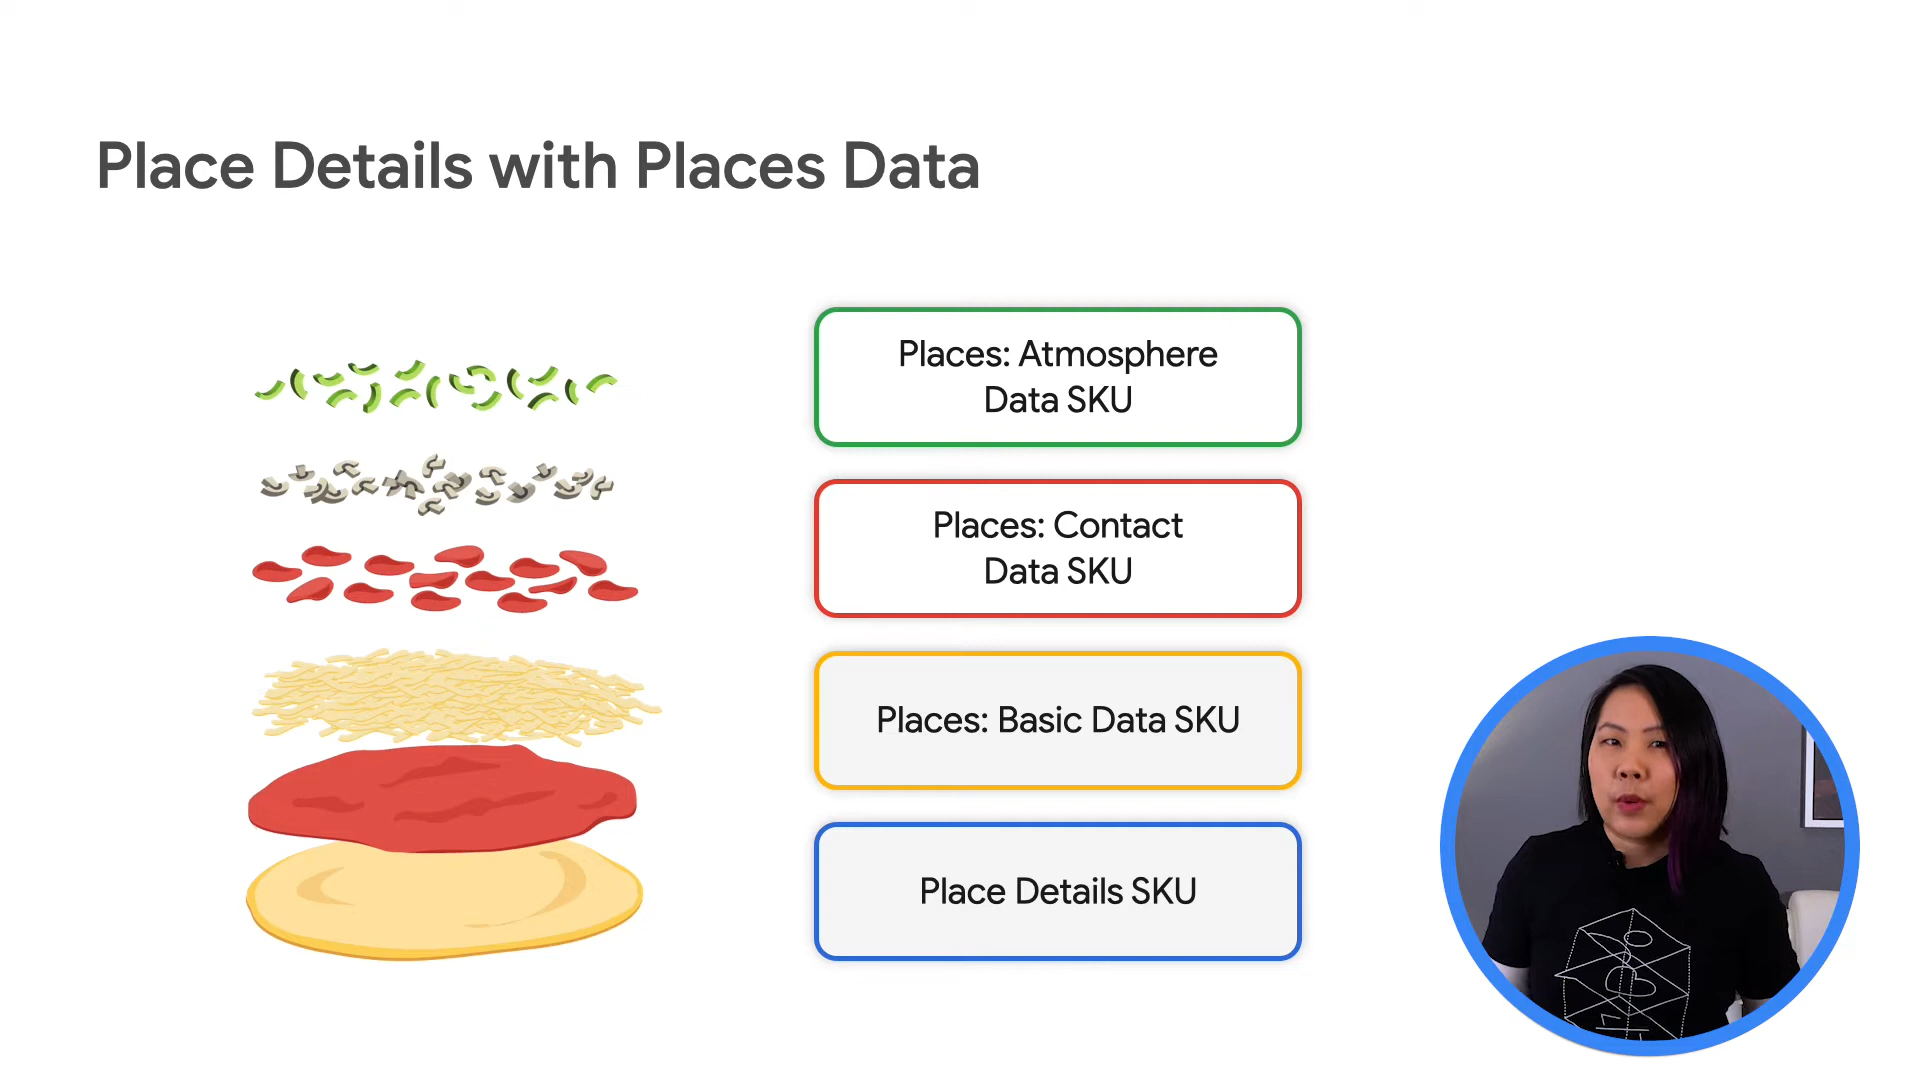 Place Details with Places Data
Places: Atmosphere
Data SKU
Places: Contact
Data SKU
Places: Basic Data SKU
Place Details SKU